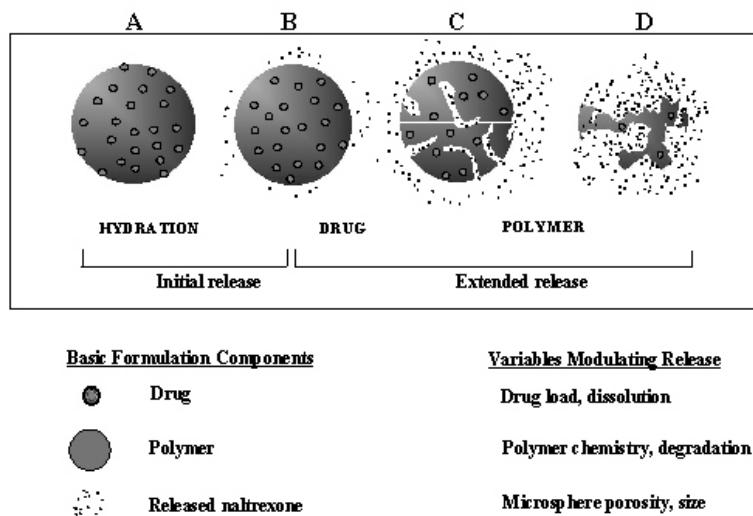 A B C D
HYDRATION DRUG POLYMER
Initial release Extended release
Basic Formulation Components Variables Modulating Release
Drug Drug load, dissolution
Polymer Polymer chemistry, degradation
Released naltrexone Microsphere porosity, size